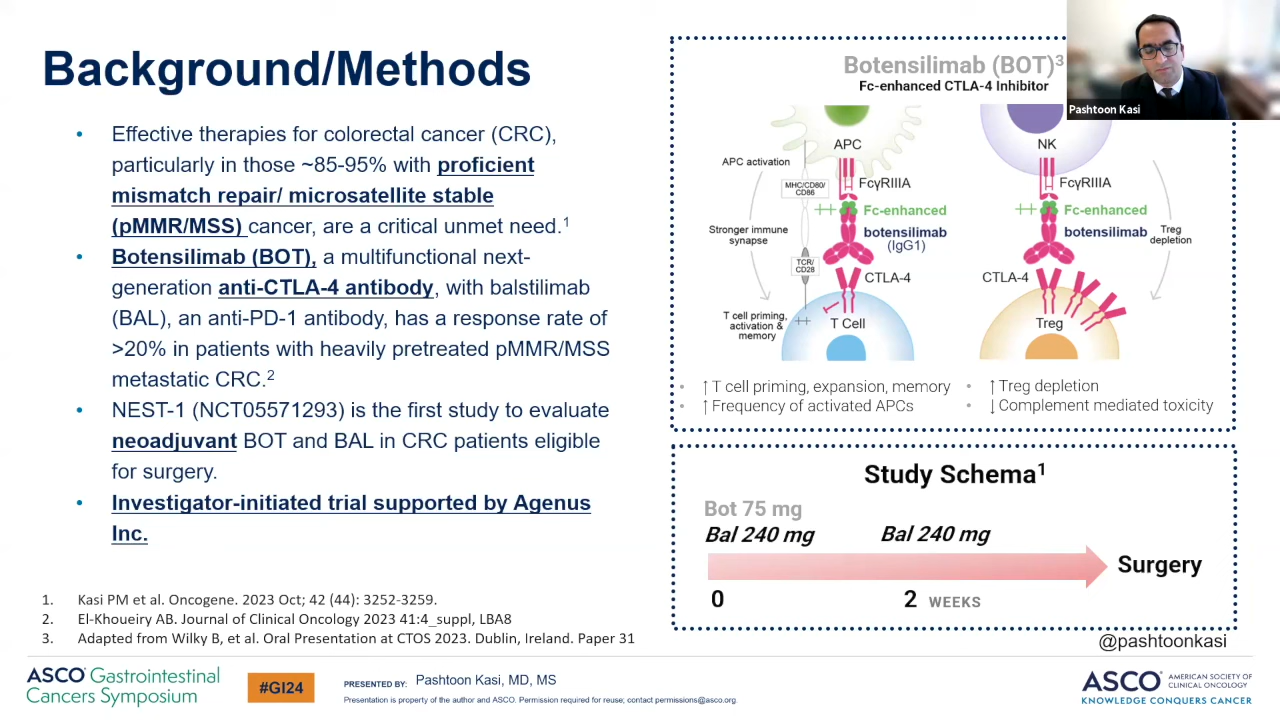 Background/Methods
• Effective therapies for colorectal cancer (CRC),
particularly in those ~85-95% with proficient
mismatch repair/ microsatellite stable
(pMMR/MSS) cancer, are a critical unmet need.1
• Botensilimab (BOT), a multifunctional next-
generation anti-CTLA-4 antibody, with balstilimab
(BAL), an anti-PD-1 antibody, has a response rate of
>20% in patients with heavily pretreated pMMR/MSS
metastatic CRC.2
• NEST-1 (NCT05571293) is the first study to evaluate
neoadjuvant BOT and BAL in CRC patients eligible
for surgery.
• Investigator-initiated trial supported by Agenus
Inc.
1. Kasi PM et al. Oncogene. 2023 Oct; 42 (44): 3252-3259.
2. El-Khoueiry AB. Journal of Clinical Oncology 2023 41:4_suppl, LBA8
3. Adapted from Wilky B, et al. Oral Presentation at CTOS 2023. Dublin, Ireland. Paper 31
Botensilimab (BOT)3
Fc-enhanced CTLA-4 Inhibitor
Pashtoon Kasi
APC
APC activation
MHC/CD80/
CD86
FcγRIIIA
++ Fc-enhanced
botensilimab
(IgG1)
Stronger immune
synapse
TCR/
CD28
CTLA-4
T cell priming,
activation &
memory
++
T Cell
NK
FcγRIIIA
++ Fc-enhanced
botensilimab
Treg
depletion
CTLA-4
Treg
• ↑T cell priming, expansion, memory
• ↑Frequency of activated APCs
• ↑Treg depletion
• ↓ Complement mediated toxicity
Study Schema1
Bot 75 mg
Bal 240 mg
Bal 240 mg
Surgery
0
2 WEEKS
@pashtoonkasi
ASCO Gastrointestinal
Cancers Symposium
#GI24
PRESENTED BY: Pashtoon Kasi, MD, MS
Presentation is property of the author and ASCO. Permission required for reuse; contact permissions@asco.org.
ASCO AMERICAN SOCIETY OF
CLINICAL ONCOLOGY
KNOWLEDGE CONQUERS CANCER